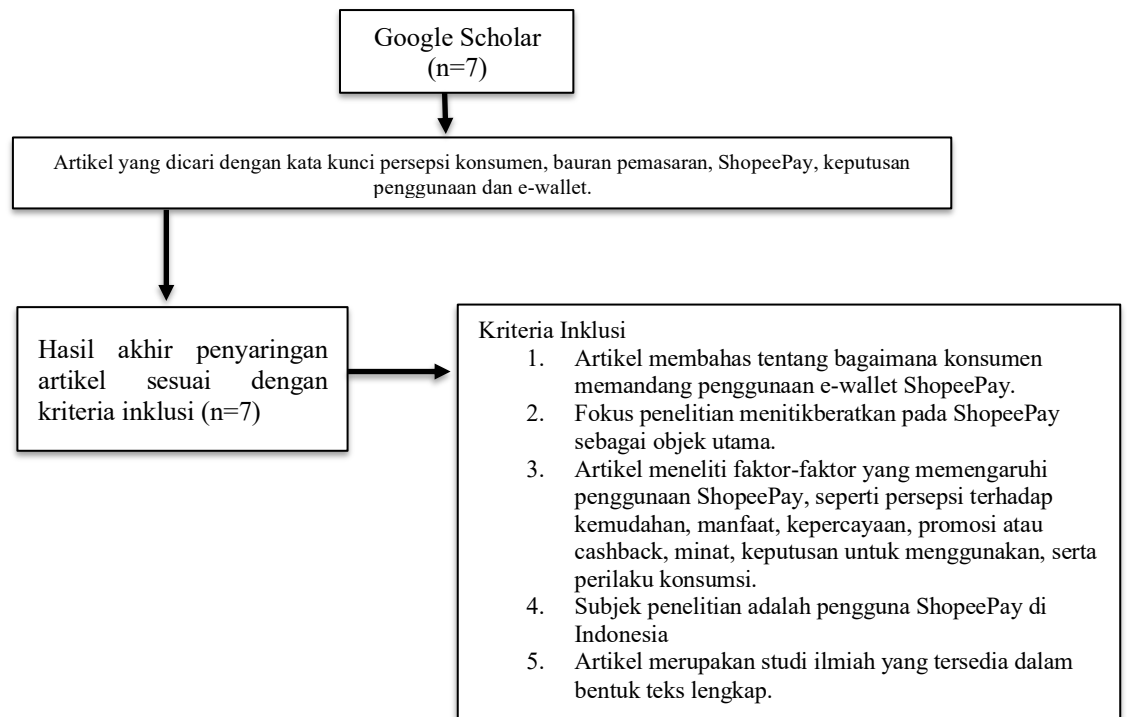 Google Scholar
(n=7)
Artikel yang dicari dengan kata kunci persepsi konsumen, bauran pemasaran, ShopeePay, keputusan
penggunaan dan e-wallet.
Hasil akhir penyaringan
artikel sesuai dengan
kriteria inklusi (n=7)
Kriteria Inklusi
1. Artikel membahas tentang bagaimana konsumen
memandang penggunaan e-wallet ShopeePay.
2. Fokus penelitian menitikberatkan pada ShopeePay
sebagai objek utama.
3. Artikel meneliti faktor-faktor yang memengaruhi
penggunaan ShopeePay, seperti persepsi terhadap
kemudahan, manfaat, kepercayaan, promosi atau
cashback, minat, keputusan untuk menggunakan, serta
perilaku konsumsi.
4. Subjek penelitian adalah pengguna ShopeePay di
Indonesia
5. Artikel merupakan studi ilmiah yang tersedia dalam
bentuk teks lengkap.